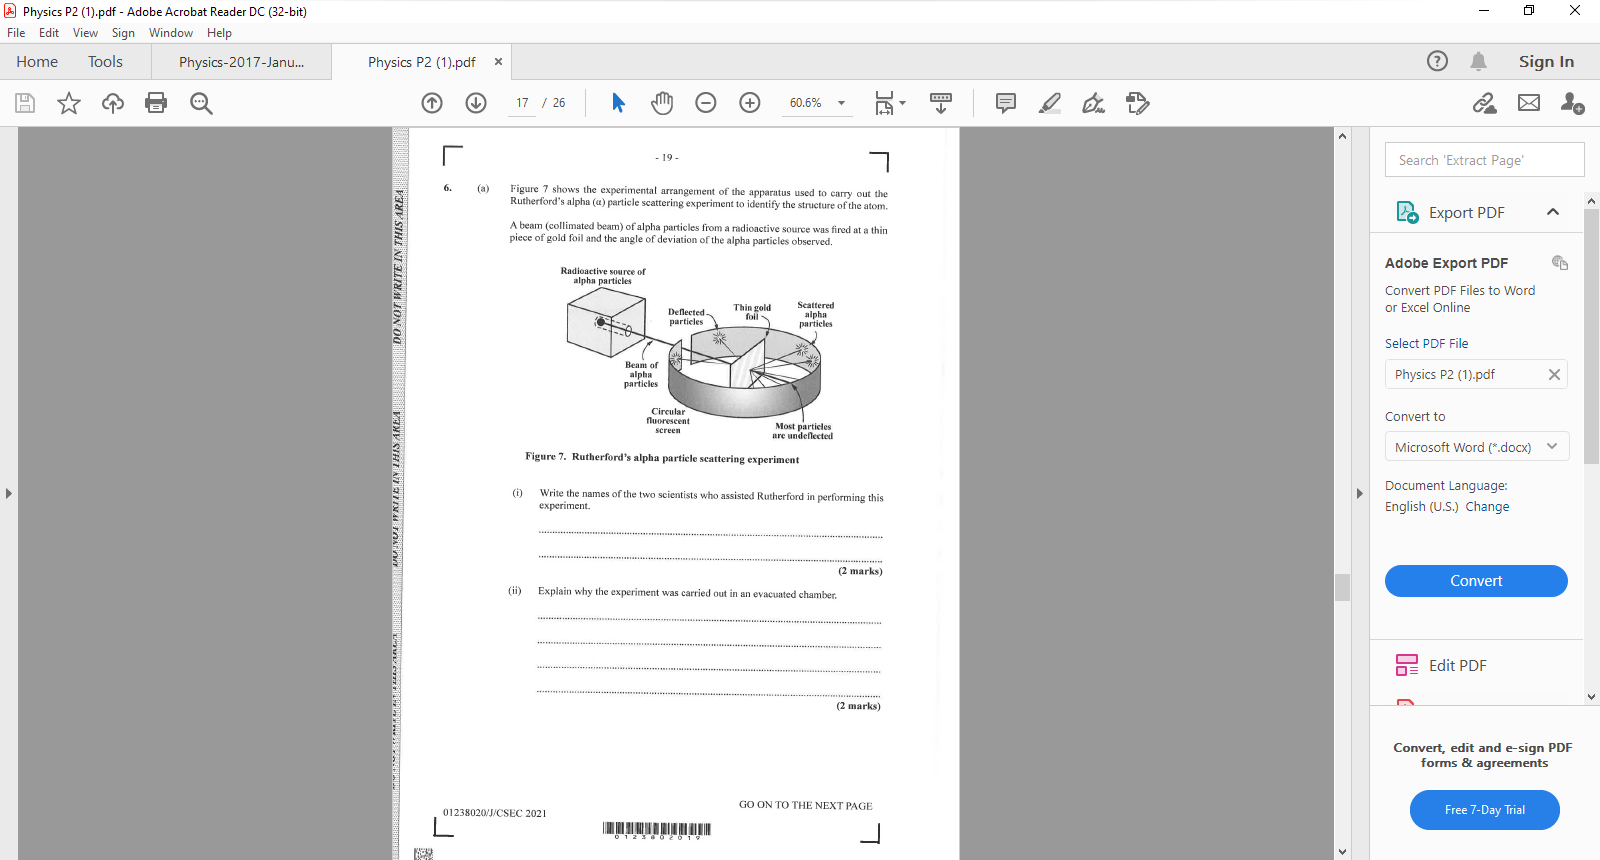 Physics P2 (1).pdf - Adobe Acrobat Reader DC (32-bit)
File Edit View Sign Window Help
Home Tools Physics-2017-Janu... Physics P2 (1).pdf ×
Sign In
17 / 26 60.6%
- 19 -
6. (a) Figure 7 shows the experimental arrangement of the apparatus used to carry out the
Rutherford's alpha (α) particle scattering experiment to identify the structure of the atom.
A beam (collimated beam) of alpha particles from a radioactive source was fired at a thin
piece of gold foil and the angle of deviation of the alpha particles observed.
Radioactive source of
alpha particles
Deflected
particles
Thin gold
foil
Scattered
alpha
particles
Beam of
alpha
particles
Circular
fluorescent
screen
Most particles
are undeflected
Figure 7. Rutherford's alpha particle scattering experiment
(i) Write the names of the two scientists who assisted Rutherford in performing this
experiment.
(2 marks)
(ii) Explain why the experiment was carried out in an evacuated chamber.
(2 marks)
GO ON TO THE NEXT PAGE
01238020/J/CSEC 2021
0123802019
DO NOT WRITE IN THIS AREA
DO NOT WRITE IN THIS AREA
Search 'Extract Page'
Export PDF
Adobe Export PDF
Convert PDF Files to Word
or Excel Online
Select PDF File
Physics P2 (1).pdf
Convert to
Microsoft Word (*.docx)
Document Language:
English (U.S.) Change
Convert
Edit PDF
Convert, edit and e-sign PDF
forms & agreements
Free 7-Day Trial